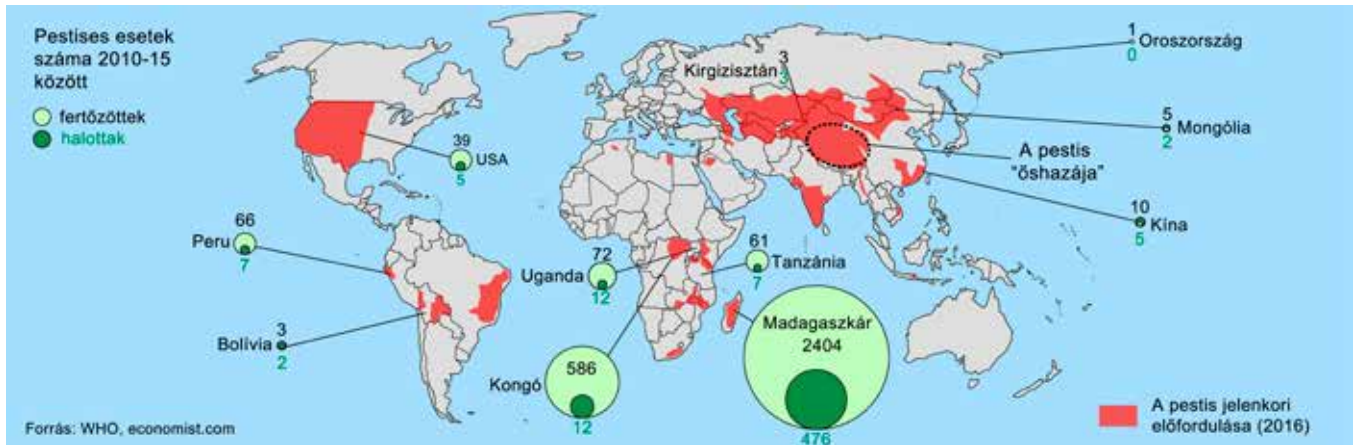 Pestises esetek
száma 2010-15
között
fertőzöttek
halottak
39
USA
5
66
Peru
7
3
Bolívia
2
72
Uganda
12
586
Kongó
12
61
Tanzánia
7
Madagaszkár
2404
476
3
Kirgizisztán
3
1
Oroszország
0
5
Mongólia
2
A pestis
"őshazája"
10
Kína
5
A pestis jelenkori
előfordulása (2016)
Forrás: WHO, economist.com